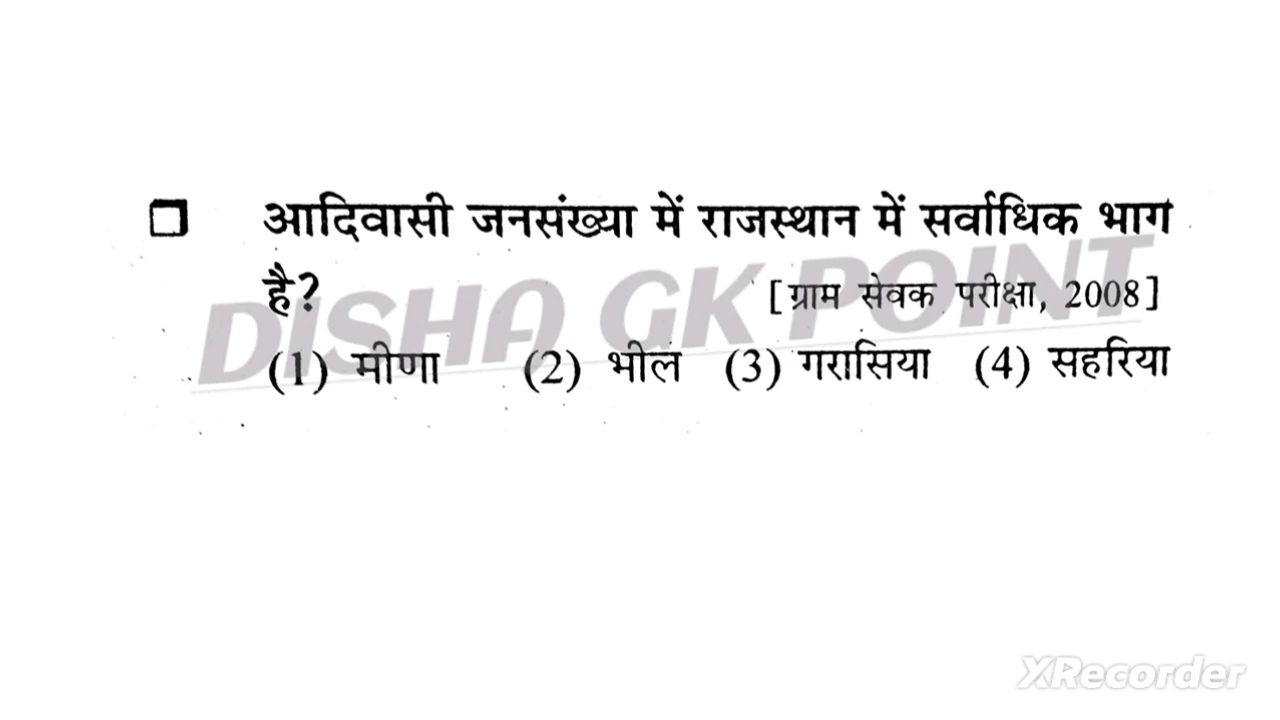 आदिवासी जनसंख्या में राजस्थान में सर्वाधिक भाग
है? [ग्राम सेवक परीक्षा, 2008]
(1) मीणा (2) भील (3) गरासिया (4) सहरिया
DISHA GK POINT
XRecorder